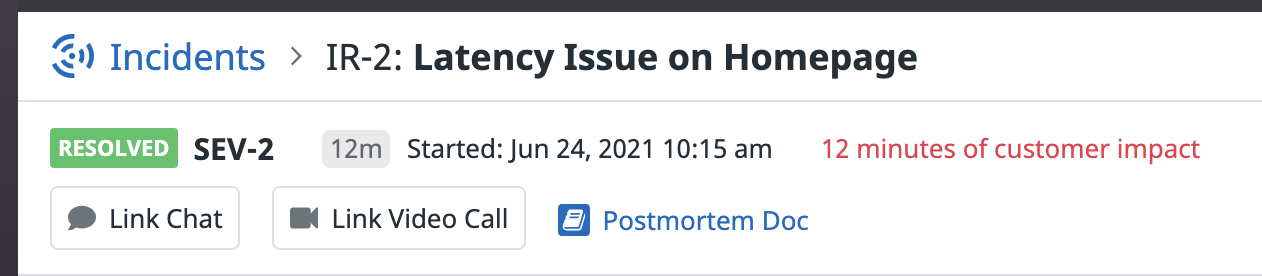 Incidents > IR-2: Latency Issue on Homepage
RESOLVED SEV-2 12m Started: Jun 24, 2021 10:15 am 12 minutes of customer impact
Link Chat Link Video Call Postmortem Doc